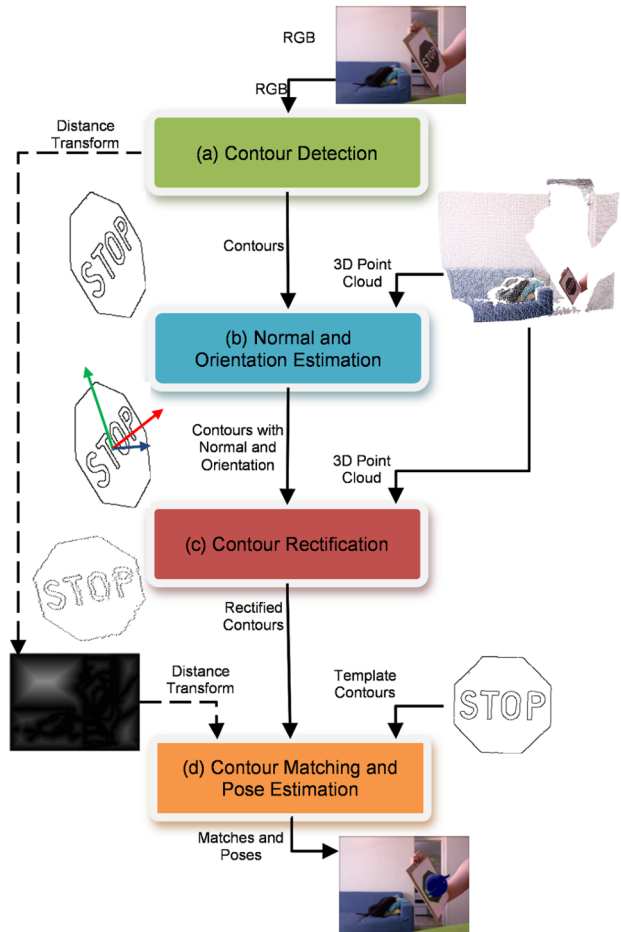 RGB
RGB
Distance
Transform
(a) Contour Detection
STOP
STOP
Contours
3D Point
Cloud
(b) Normal and
Orientation Estimation
STOP
Contours with
Normal and
Orientation
3D Point
Cloud
(c) Contour Rectification
STOP
Rectified
Contours
Distance
Transform
Template
Contours
STOP
(d) Contour Matching and
Pose Estimation
Matches and
Poses